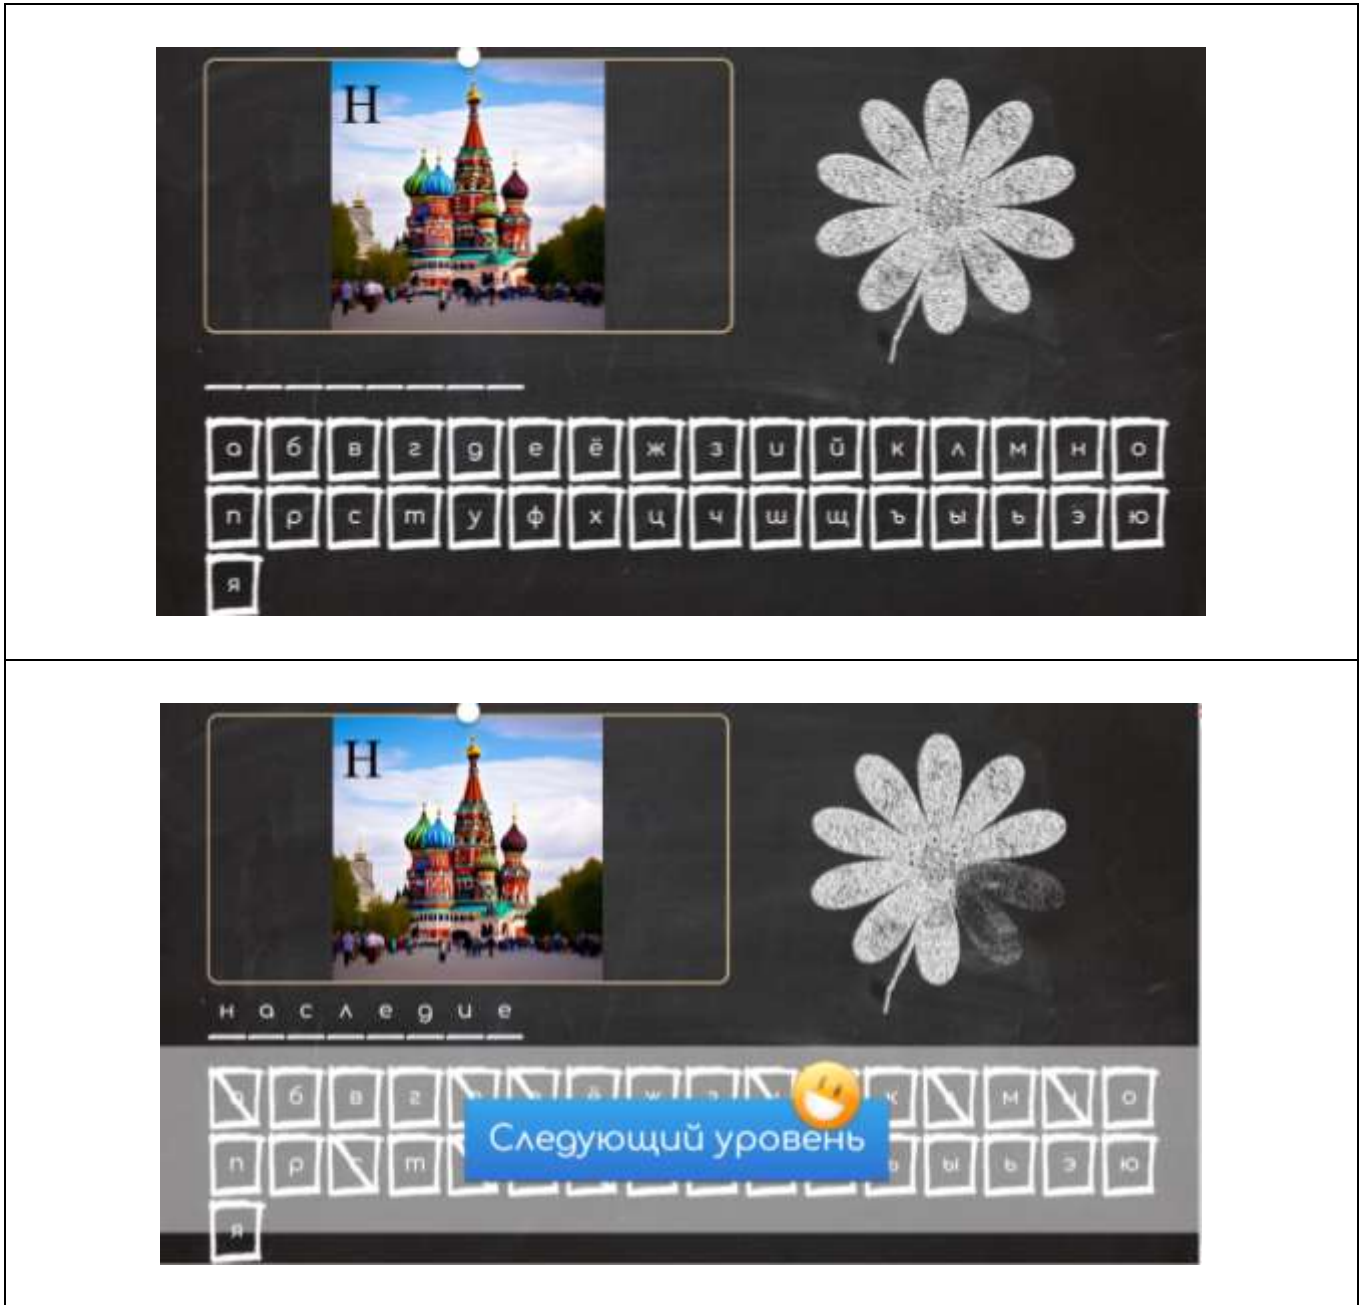 Н
а б в г д е ё ж з и й к л м н о
п р с т у ф х ц ч ш щ ъ ы ь э ю
я
Н
н а с л е д и е
б в г к м о
п р т ы ь э ю
я
Следующий уровень